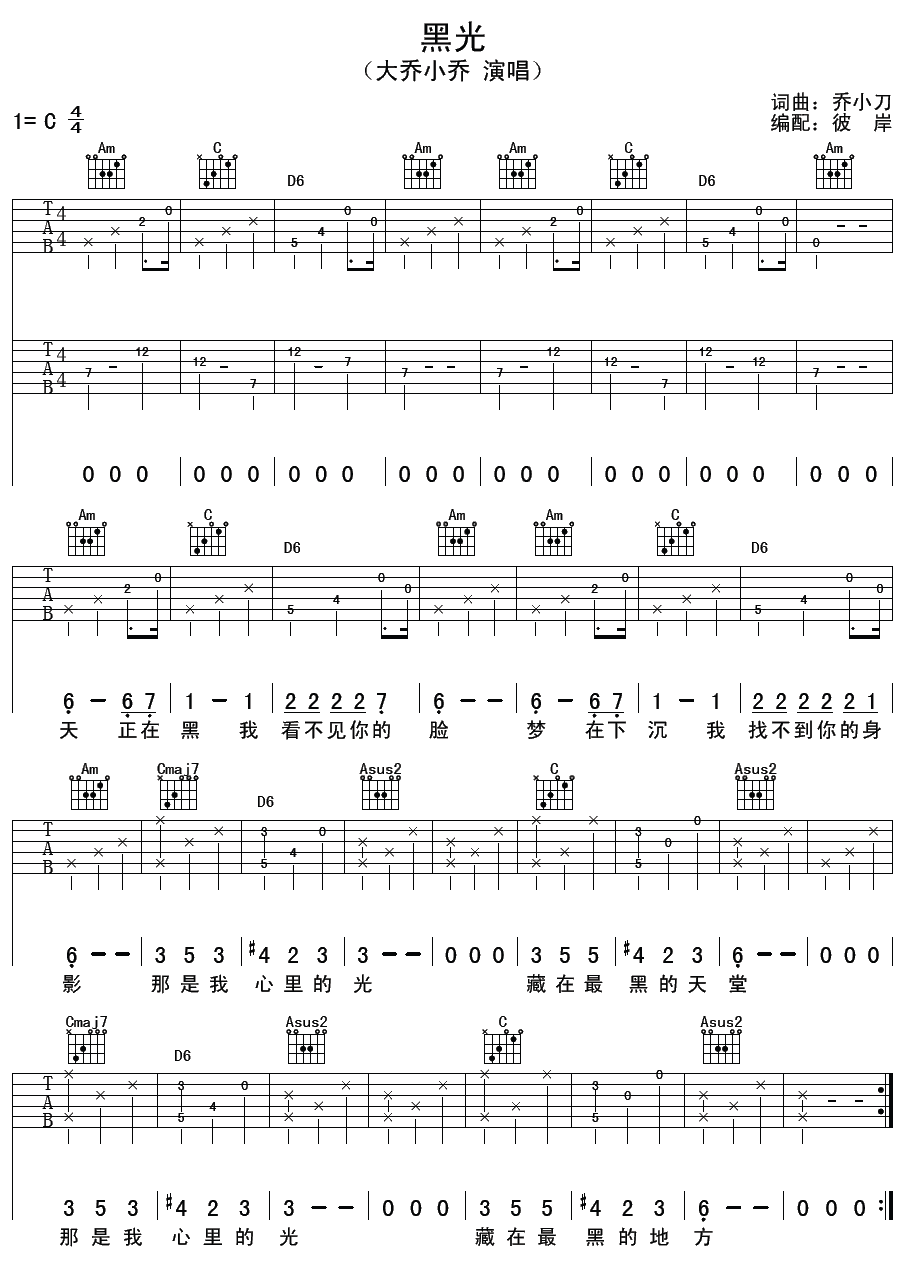 黑光
（大乔小乔 演唱）
词曲：乔小刀
1= C 4/4 编配：彼 岸
Am C D6 Am Am C D6 Am
T A B 4 4 2 0 5 4 0 0 2 0 5 4 0 0 0 – –
T A B 4 4 7 – 12 12 – 7 12 – 7 7 – – 7 – 12 12 – 7 12 – 12 7 – –
0 0 0 | 0 0 0 | 0 0 0 | 0 0 0 | 0 0 0 | 0 0 0 | 0 0 0 | 0 0 0
Am C D6 Am Am C D6
T A B 2 0 5 4 0 0 2 0 5 4 0 0
6 – 6 7 | 1 – 1 | 2 2 2 2 7 | 6 – – | 6 – 6 7 | 1 – 1 | 2 2 2 2 2 1
天 正在 黑 我 看不见你的 脸 梦 在下 沉 我 找不到你的身
Am Cmaj7 D6 Asus2 C Asus2
T A B 3 5 4 0 3 5 0 0
6 – – | 3 5 3 | #4 2 3 | 3 – – | 0 0 0 | 3 5 5 | #4 2 3 | 6 – – | 0 0 0
影 那是我 心里的 光 藏在最 黑的天 堂
Cmaj7 D6 Asus2 C Asus2
T A B 3 5 4 0 3 5 0 0 – –
3 5 3 | #4 2 3 | 3 – – | 0 0 0 | 3 5 5 | #4 2 3 | 6 – – | 0 0 0 :
那是我 心里的 光 藏在最 黑的地 方